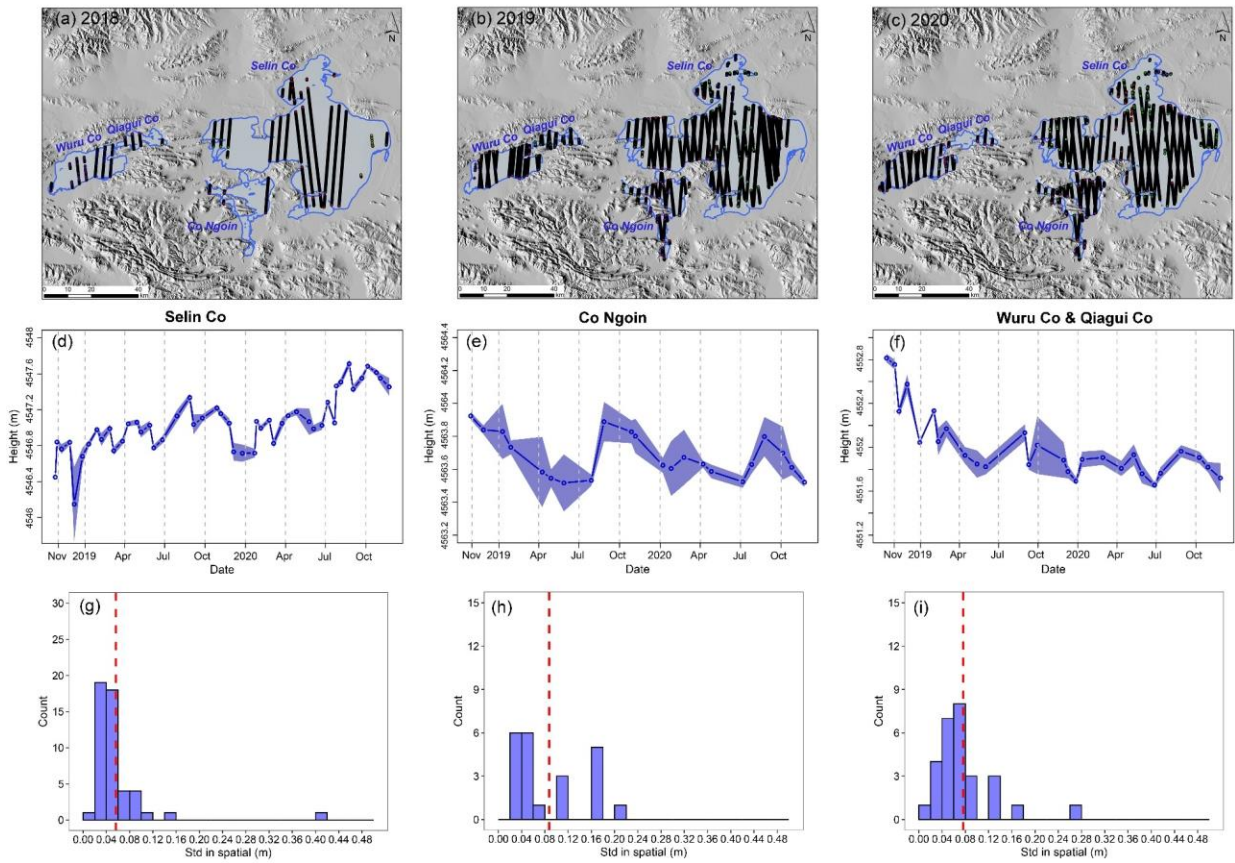 (a) 2018
N
Selin Co
Wuru Co Qiagui Co
Co Ngoin
0 10 20 40
km
(b) 2019
N
Selin Co
Wuru Co Qiagui Co
Co Ngoin
0 10 20 40
km
(c) 2020
N
Selin Co
Wuru Co Qiagui Co
Co Ngoin
0 10 20 40
km
Selin Co
(d)
Height (m)
4548
4547.6
4547.2
4546.8
4546.4
4546
Nov 2019 Apr Jul Oct 2020 Apr Jul Oct
Date
Co Ngoin
(e)
Height (m)
4564.4
4564.2
4564
4563.8
4563.6
4563.4
4563.2
Nov 2019 Apr Jul Oct 2020 Apr Jul Oct
Date
Wuru Co & Qiagui Co
(f)
Height (m)
4552.8
4552.4
4552
4551.6
4551.2
Nov 2019 Apr Jul Oct 2020 Apr Jul Oct
Date
(g)
Count
30
25
20
15
10
5
0
0.00 0.04 0.08 0.12 0.16 0.20 0.24 0.28 0.32 0.36 0.40 0.44 0.48
Std in spatial (m)
(h)
Count
15
12
9
6
3
0
0.00 0.04 0.08 0.12 0.16 0.20 0.24 0.28 0.32 0.36 0.40 0.44 0.48
Std in spatial (m)
(i)
Count
15
12
9
6
3
0
0.00 0.04 0.08 0.12 0.16 0.20 0.24 0.28 0.32 0.36 0.40 0.44 0.48
Std in spatial (m)